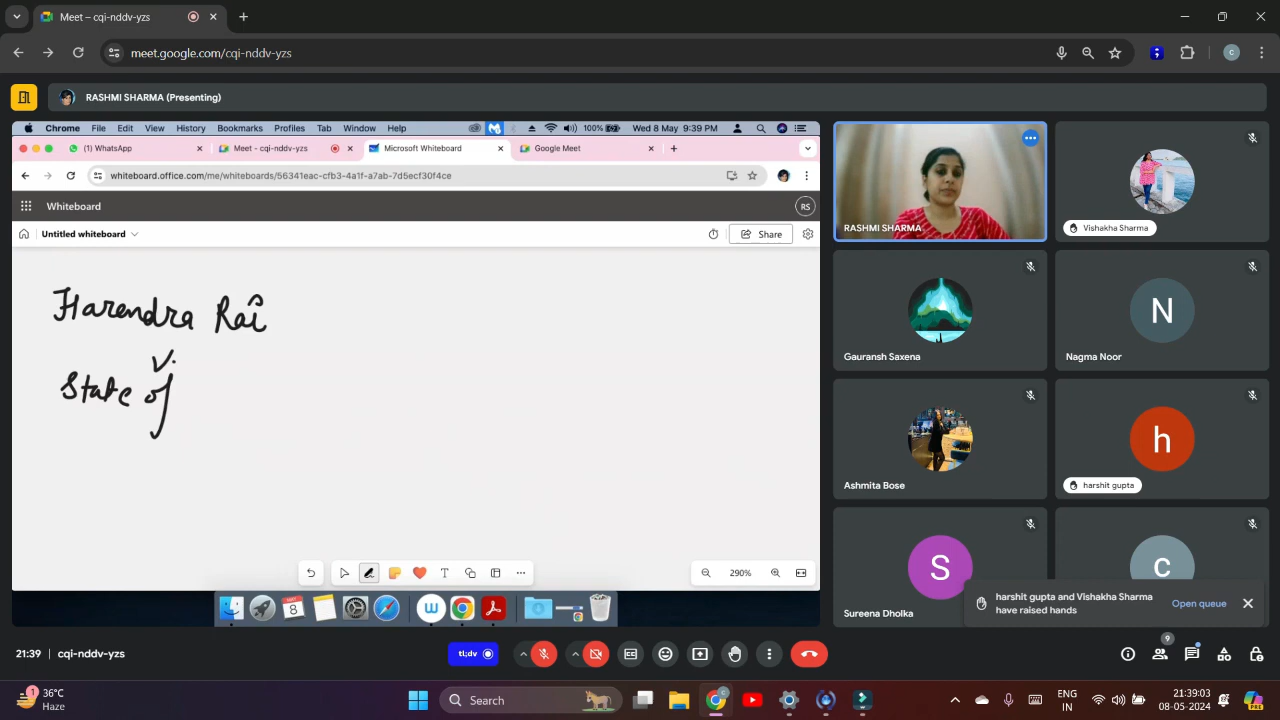 Meet – cqi-nddv-yzs
meet.google.com/cqi-nddv-yzs
C
RASHMI SHARMA (Presenting)
Chrome File Edit View History Bookmarks Profiles Tab Window Help 100% Wed 8 May 9:39 PM
(1) WhatsApp Meet - cqi-nddv-yzs Microsoft Whiteboard Google Meet
whiteboard.office.com/me/whiteboards/56341eac-cfb3-4a1f-a7ab-7d5ecf30f4ce
Whiteboard RS
Untitled whiteboard Share
Harendra Rai
v.
State of
T 290%
W
8
RASHMI SHARMA
Vishakha Sharma
Gauransh Saxena
N
Nagma Noor
Ashmita Bose
h
harshit gupta
S
Sureena Dholka
c
harshit gupta and Vishakha Sharma
have raised hands
Open queue
21:39 | cqi-nddv-yzs
tl;dv
9
1
36°C
Haze
Search
ENG
IN
21:39:03
08-05-2024